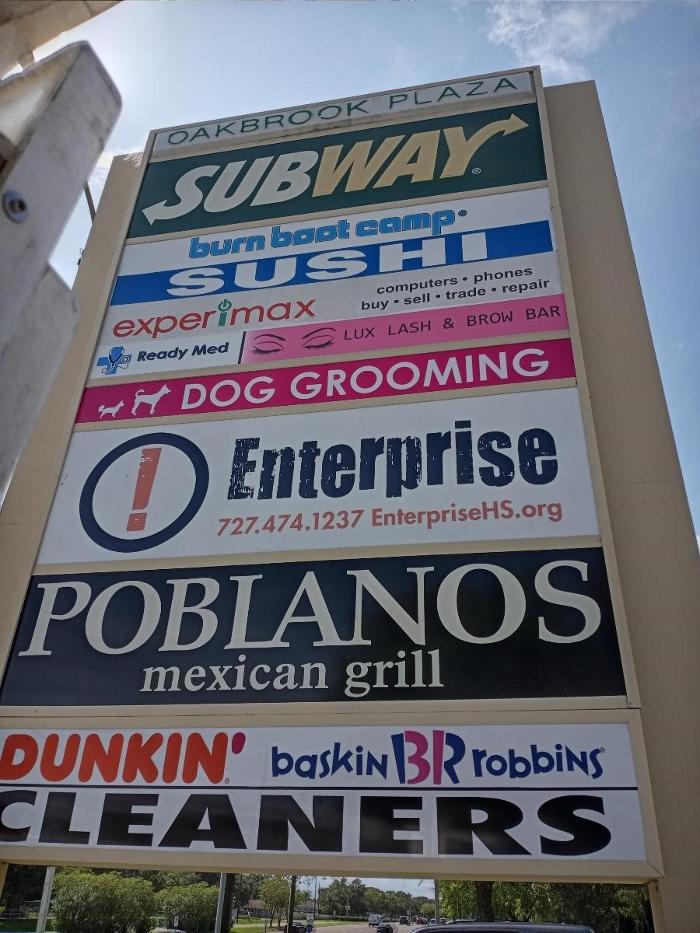 OAKBROOK PLAZA
SUBWAY®
burn boot camp®
SUSHI
experimax
computers • phones
buy • sell • trade • repair
Ready Med
LUX LASH & BROW BAR
DOG GROOMING
! Enterprise
727.474.1237 EnterpriseHS.org
POBLANOS
mexican grill
DUNKIN'
baskin BR robbins
CLEANERS